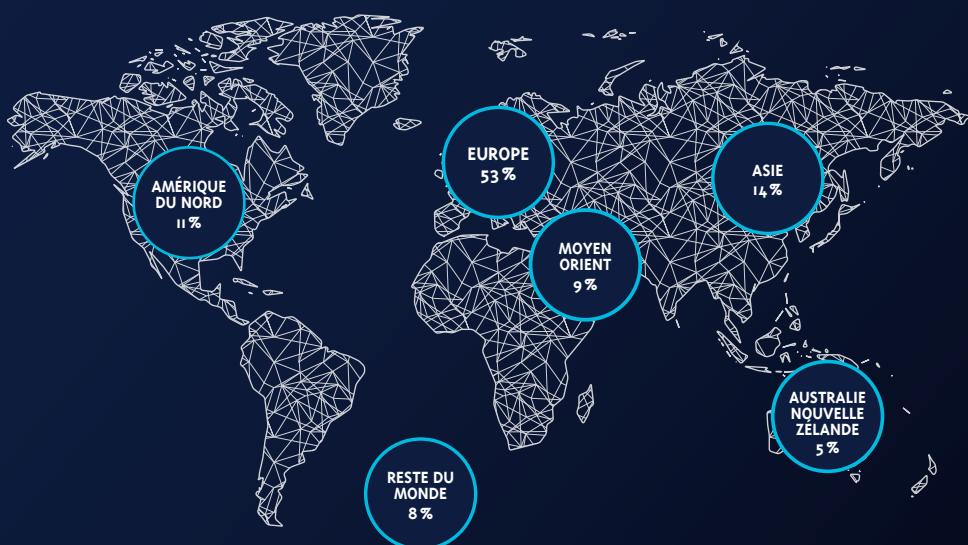 EUROPE
53 %
ASIE
14 %
AMÉRIQUE
DU NORD
11 %
MOYEN
ORIENT
9 %
AUSTRALIE
NOUVELLE
ZÉLANDE
5 %
RESTE DU
MONDE
8 %